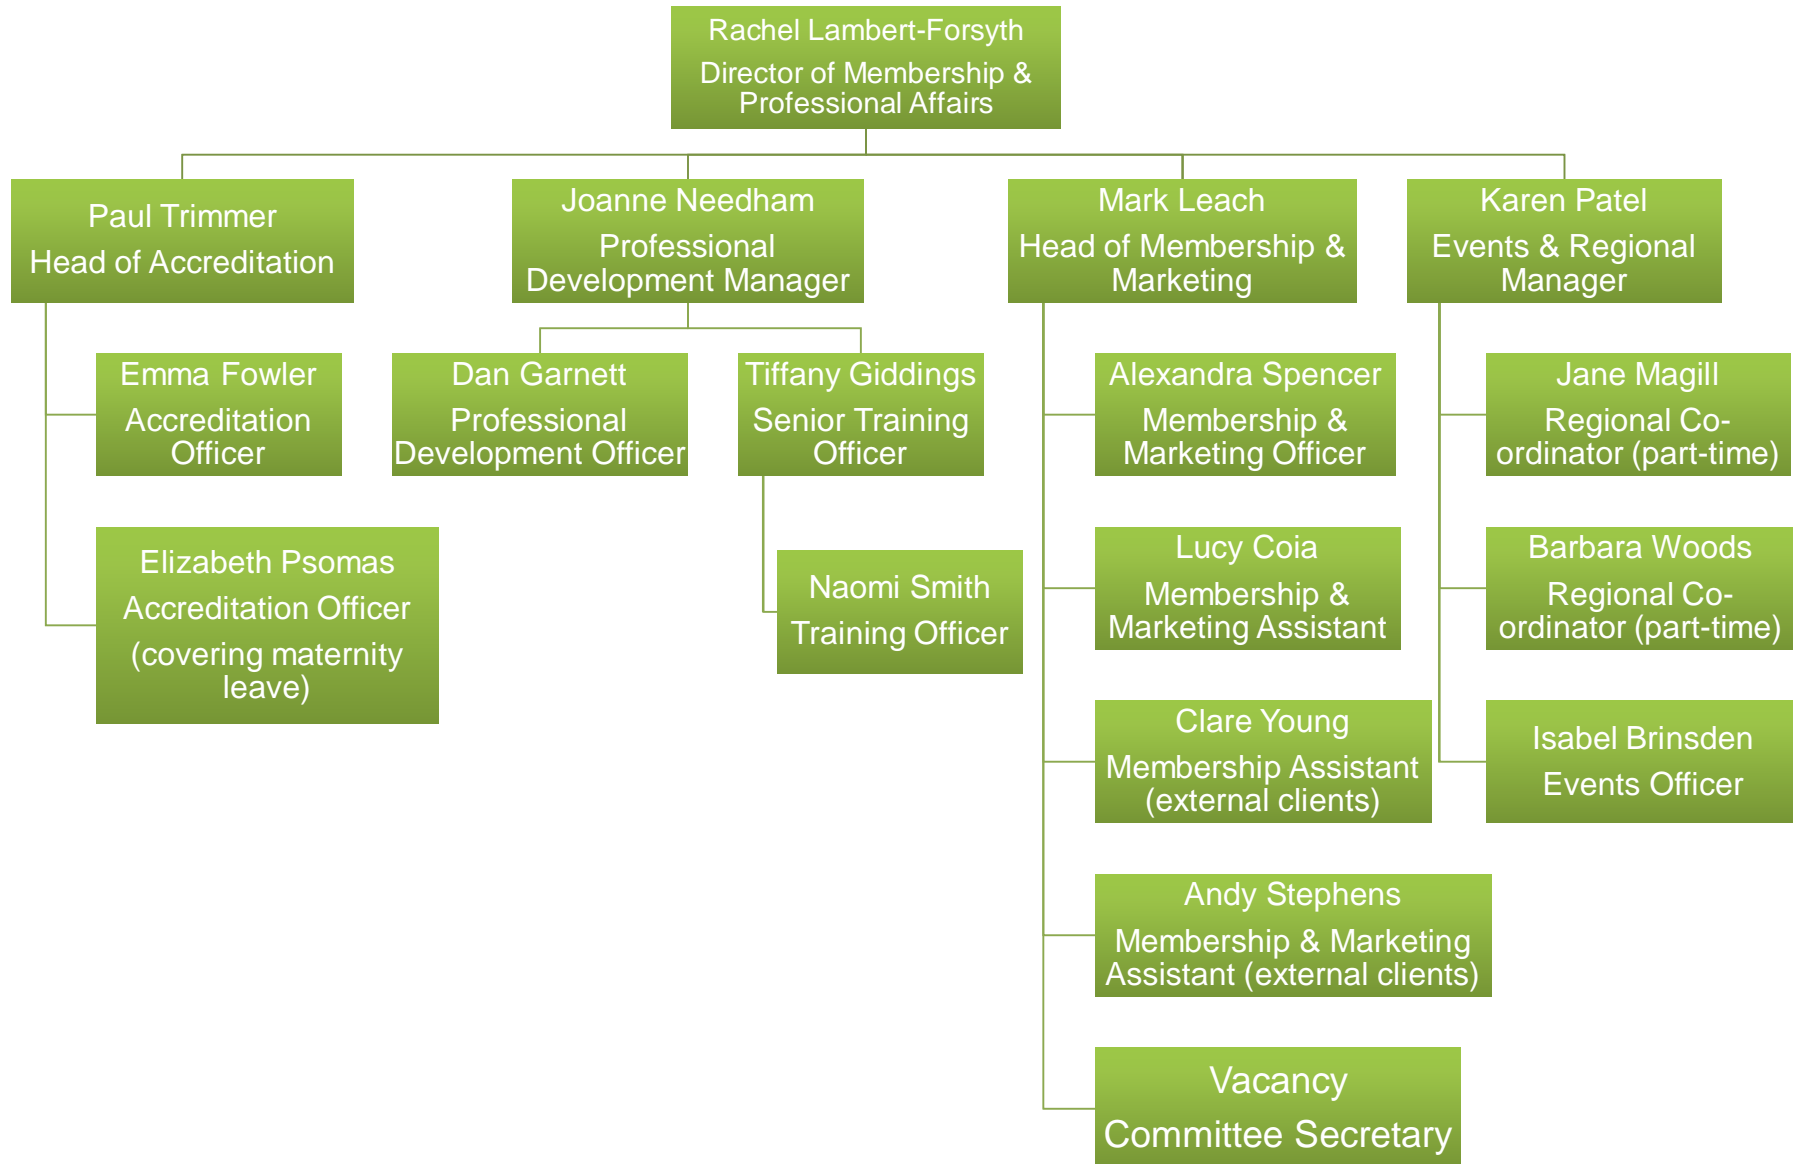 Rachel Lambert-Forsyth
Director of Membership &
Professional Affairs
Paul Trimmer
Head of Accreditation
Joanne Needham
Professional
Development Manager
Mark Leach
Head of Membership &
Marketing
Karen Patel
Events & Regional
Manager
Emma Fowler
Accreditation
Officer
Dan Garnett
Professional
Development Officer
Tiffany Giddings
Senior Training
Officer
Alexandra Spencer
Membership &
Marketing Officer
Jane Magill
Regional Co-
ordinator (part-time)
Elizabeth Psomas
Accreditation Officer
(covering maternity
leave)
Naomi Smith
Training Officer
Lucy Coia
Membership &
Marketing Assistant
Barbara Woods
Regional Co-
ordinator (part-time)
Clare Young
Membership Assistant
(external clients)
Isabel Brinsden
Events Officer
Andy Stephens
Membership & Marketing
Assistant (external clients)
Vacancy
Committee Secretary